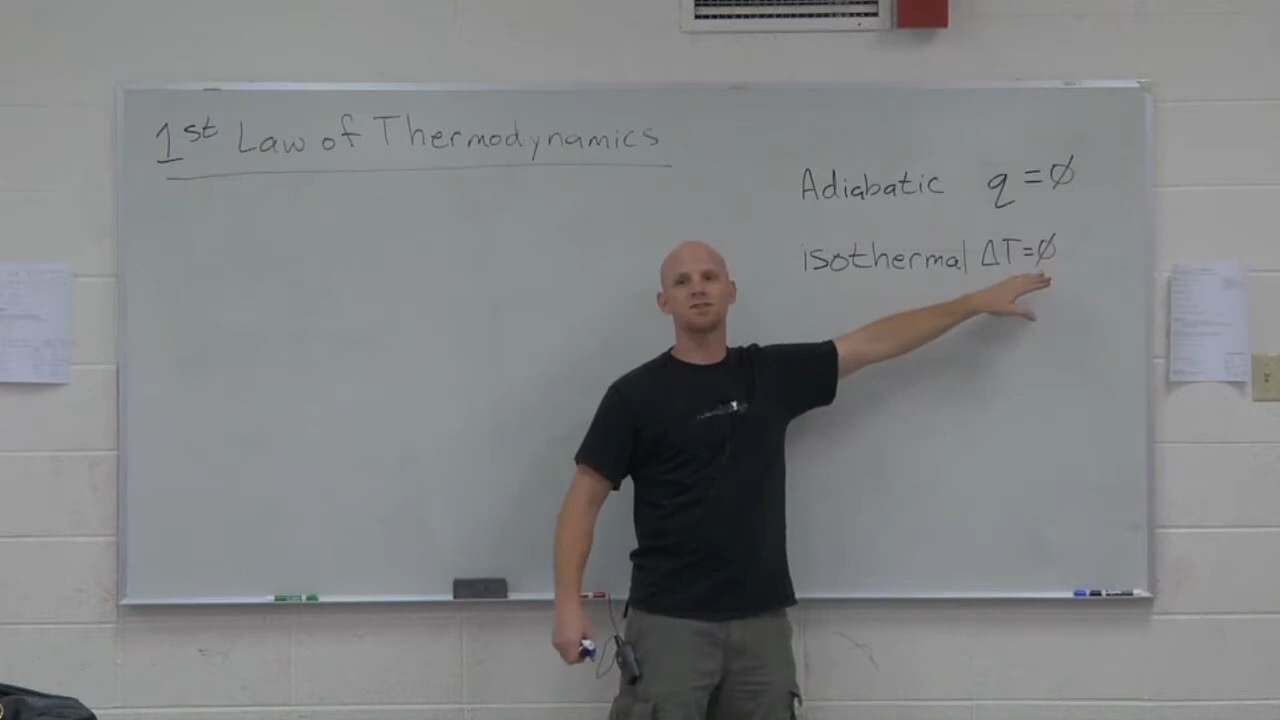 1st Law of Thermodynamics
Adiabatic q = ∅
isothermal ΔT = ∅